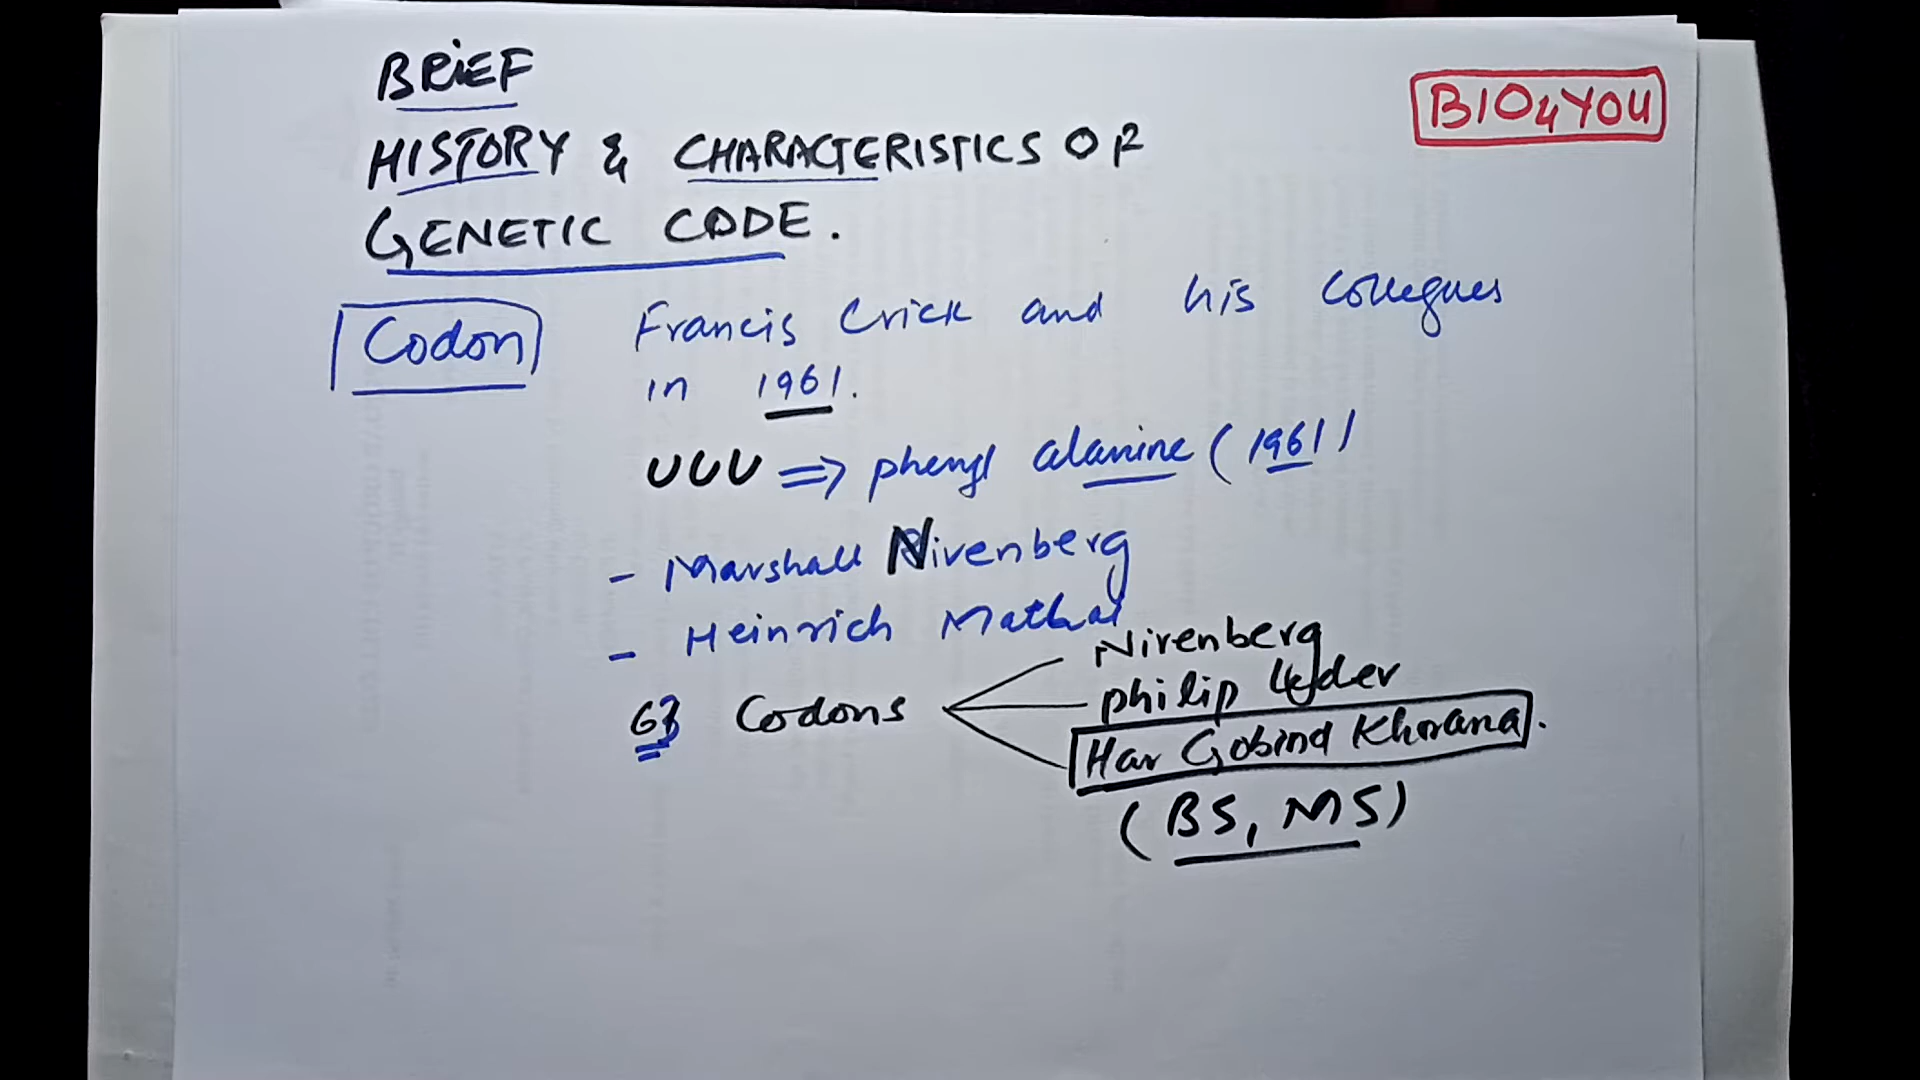 BRIEF
BIO4YOU
HISTORY & CHARACTERISTICS OF
GENETIC CODE.
Codon
Francis Crick and his collegues
in 1961.
UUU ⇒ phenyl alanine (1961)
- Marshall Nirenberg
- Heinrich Mathai
63 Codons
Nirenberg
Philip Leder
Har Gobind Khorana.
(BS, MS)